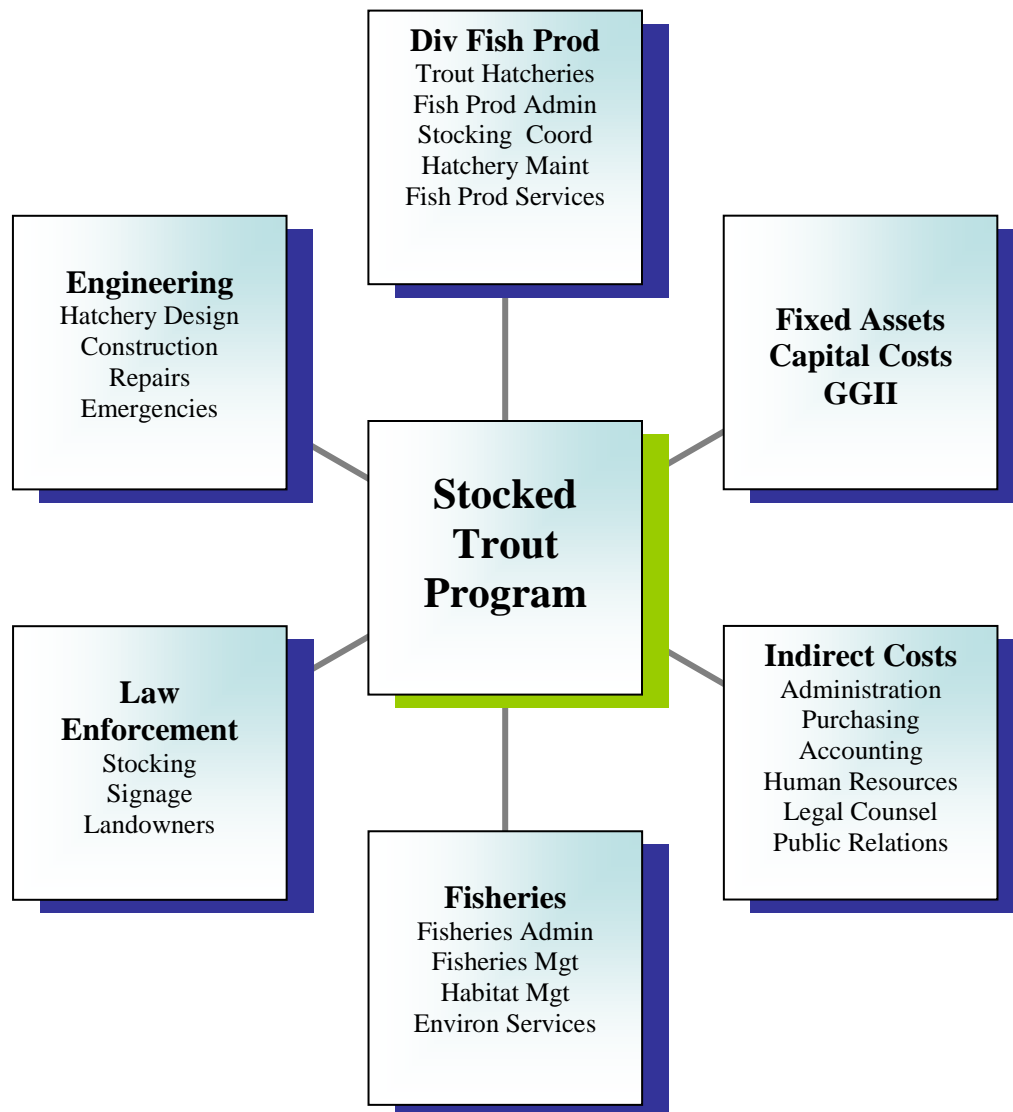 Div Fish Prod
Trout Hatcheries
Fish Prod Admin
Stocking Coord
Hatchery Maint
Fish Prod Services
Engineering
Hatchery Design
Construction
Repairs
Emergencies
Fixed Assets
Capital Costs
GGII
Stocked
Trout
Program
Law
Enforcement
Stocking
Signage
Landowners
Indirect Costs
Administration
Purchasing
Accounting
Human Resources
Legal Counsel
Public Relations
Fisheries
Fisheries Admin
Fisheries Mgt
Habitat Mgt
Environ Services